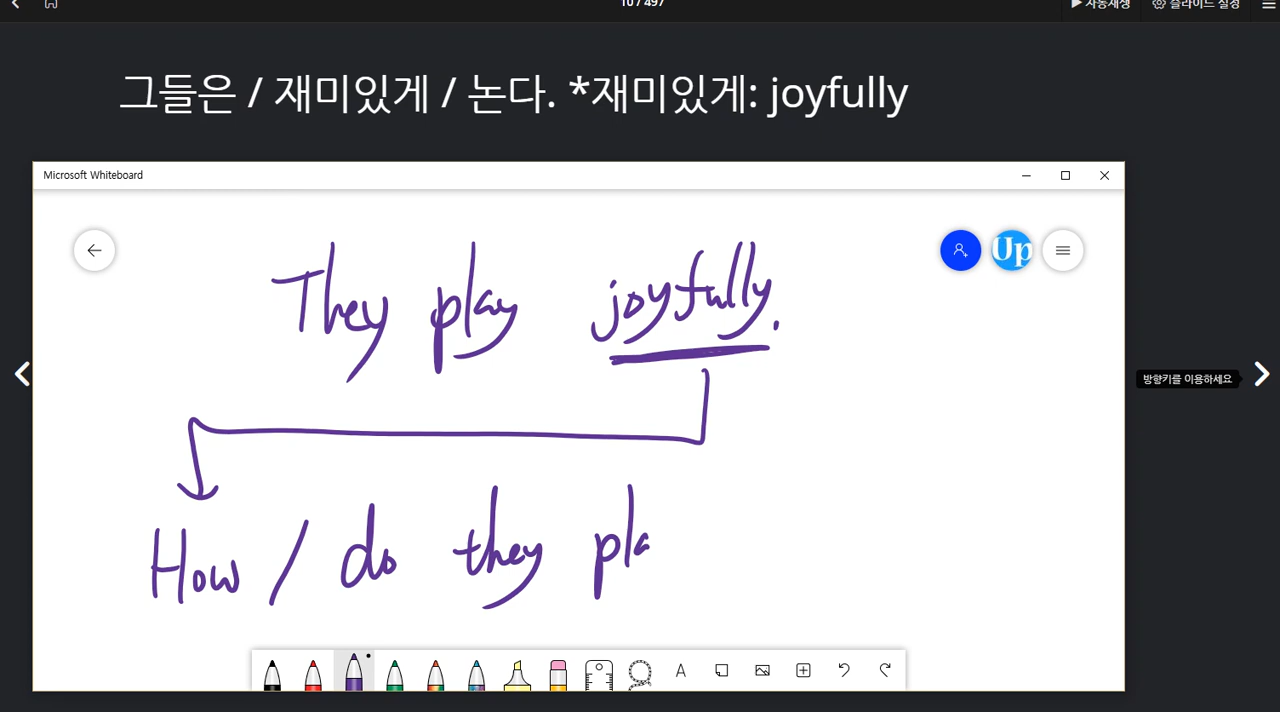 10 / 497
▶ 자동재생
슬라이드 설정
그들은 / 재미있게 / 논다. *재미있게: joyfully
Microsoft Whiteboard
Up
They play joyfully.
방향키를 이용하세요
How / do they pla
A